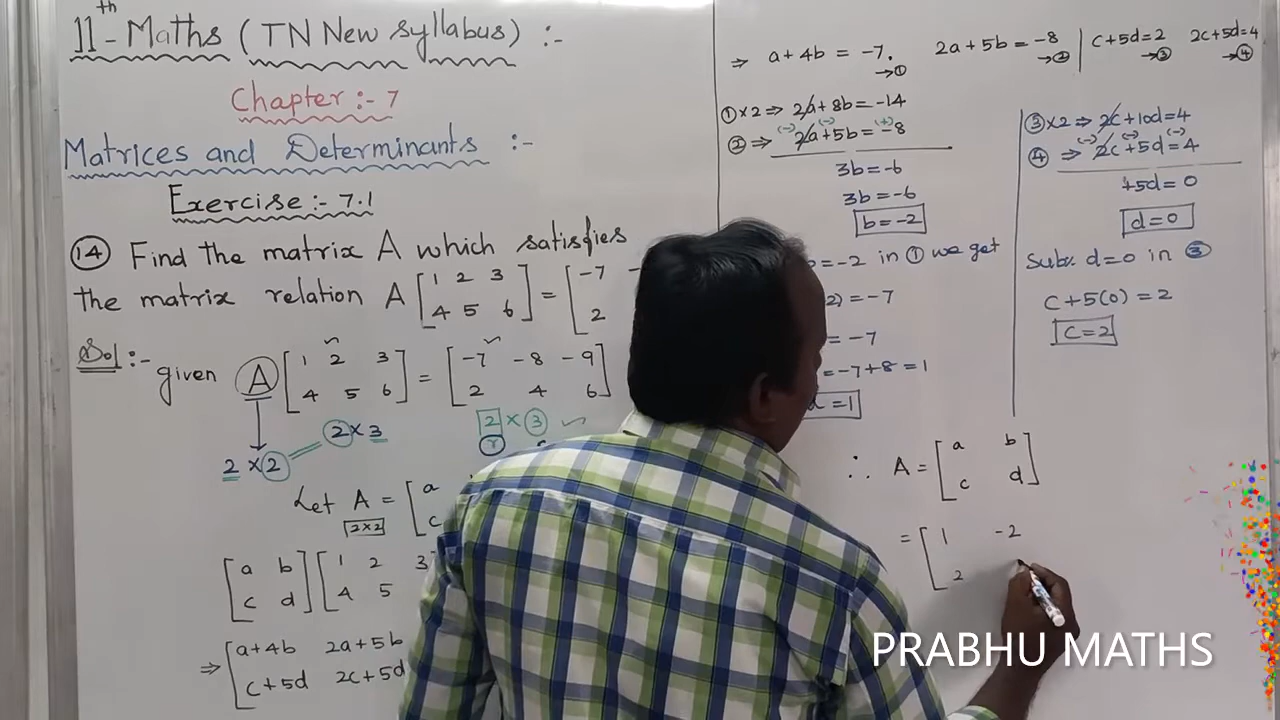 11th - Maths (TN New Syllabus) :-
Chapter :- 7
Matrices and Determinants :-
Exercise :- 7.1
(14) Find the matrix A which satisfies
the matrix relation A [1 2 3 = [-7
4 5 6] 2
Sol :- given A [1 2 3 = [-7 -8 -9
4 5 6] 2 4 6]
2 × 3 2 × 3
2 × 2 r
Let A = [a
2×2 c
[a b [1 2 3
c d] 4 5
⇒ [a+4b 2a+5b
c+5d 2c+5d
⇒ a+4b = -7. →① 2a+5b = -8 →② | c+5d=2 →③ 2c+5d=4 →④
①×2 ⇒ 2a+8b = -14
② ⇒ 2a+5b = -8
(-) (-) (+)
3b = -6
3b = -6
b = -2
b = -2 in ① we get
2) = -7
= -7
= -7+8 = 1
a = 1
③×2 ⇒ 2c+10d=4
④ ⇒ 2c+5d=4
(-) (-) (-)
+5d = 0
d = 0
Sub. d=0 in ③
c+5(0) = 2
c = 2
∴ A = [a b
c d]
= [1 -2
2
PRABHU MATHS